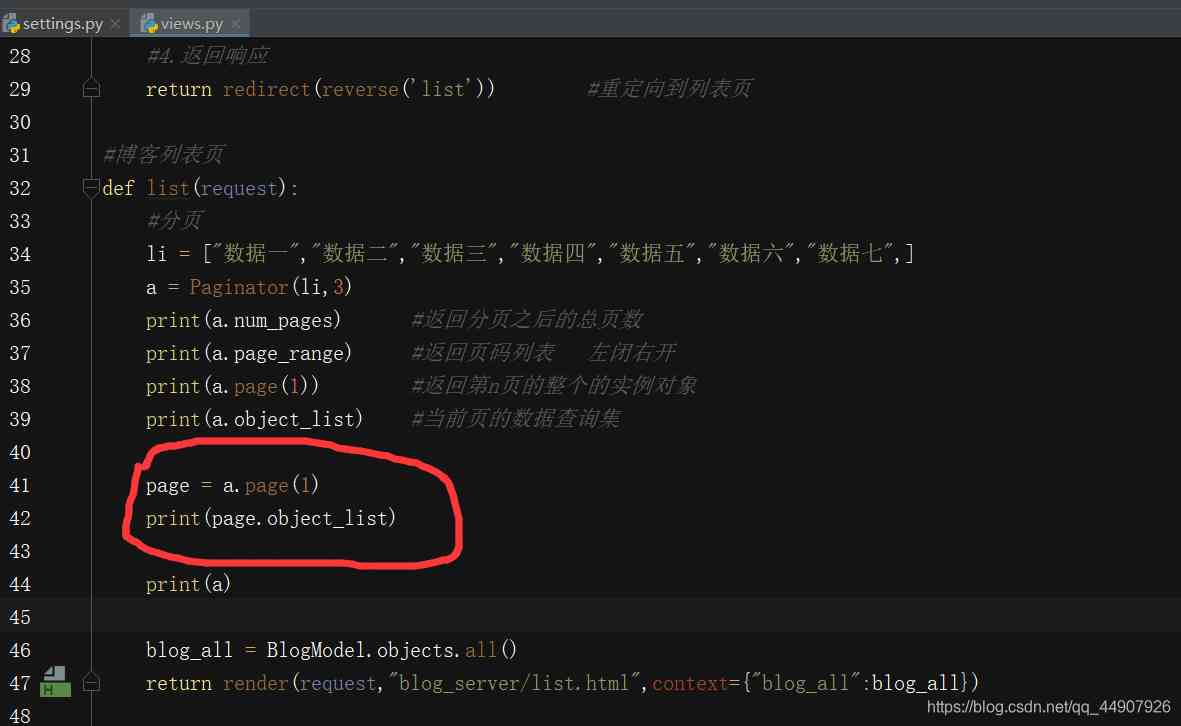 settings.py
views.py
28 #4.返回响应
29 return redirect(reverse('list')) #重定向到列表页
30
31 #博客列表页
32 def list(request):
33 #分页
34 li = ["数据一","数据二","数据三","数据四","数据五","数据六","数据七",]
35 a = Paginator(li,3)
36 print(a.num_pages) #返回分页之后的总页数
37 print(a.page_range) #返回页码列表 左闭右开
38 print(a.page(1)) #返回第n页的整个的实例对象
39 print(a.object_list) #当前页的数据查询集
40
41 page = a.page(1)
42 print(page.object_list)
43
44 print(a)
45
46 blog_all = BlogModel.objects.all()
47 return render(request,"blog_server/list.html",context={"blog_all":blog_all})
48
https://blog.csdn.net/qq_44907926